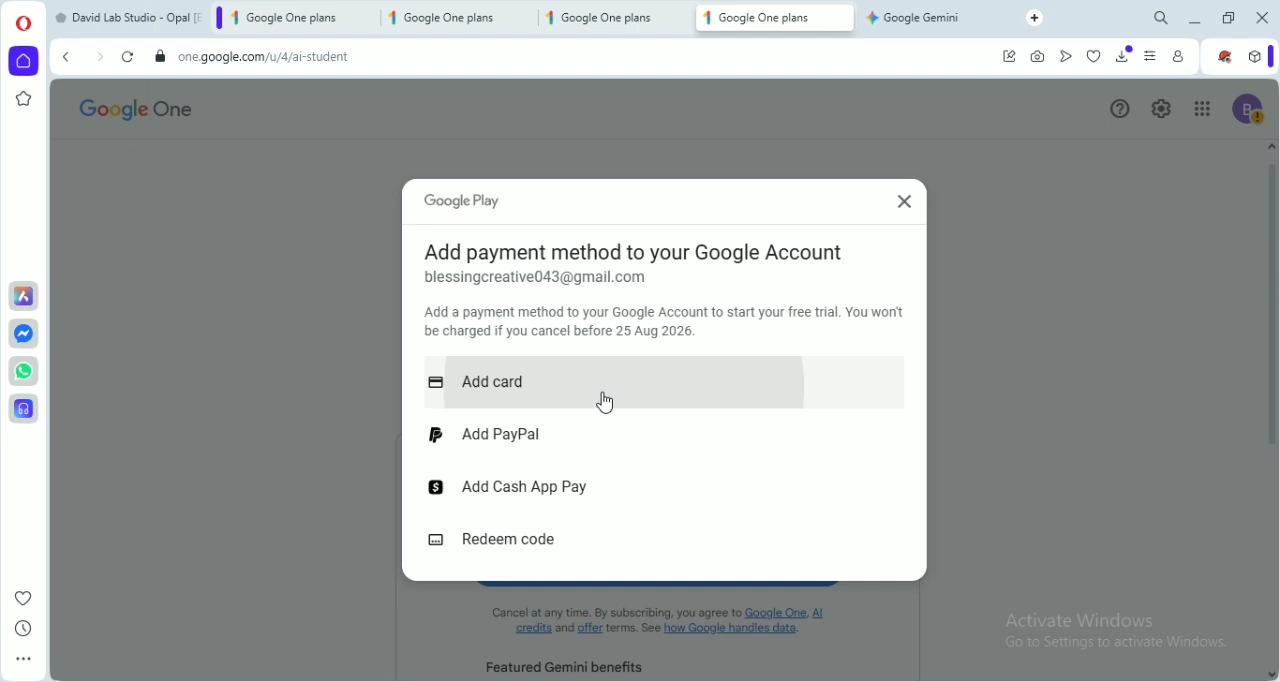 David Lab Studio - Opal [E
Google One plans
Google One plans
Google One plans
Google One plans
Google Gemini
one.google.com/u/4/ai-student
Google One
B
Google Play
Add payment method to your Google Account
blessingcreative043@gmail.com
Add a payment method to your Google Account to start your free trial. You won't
be charged if you cancel before 25 Aug 2026.
Add card
Add PayPal
Add Cash App Pay
Redeem code
Cancel at any time. By subscribing, you agree to Google One, AI
credits and offer terms. See how Google handles data.
Featured Gemini benefits
Activate Windows
Go to Settings to activate Windows.